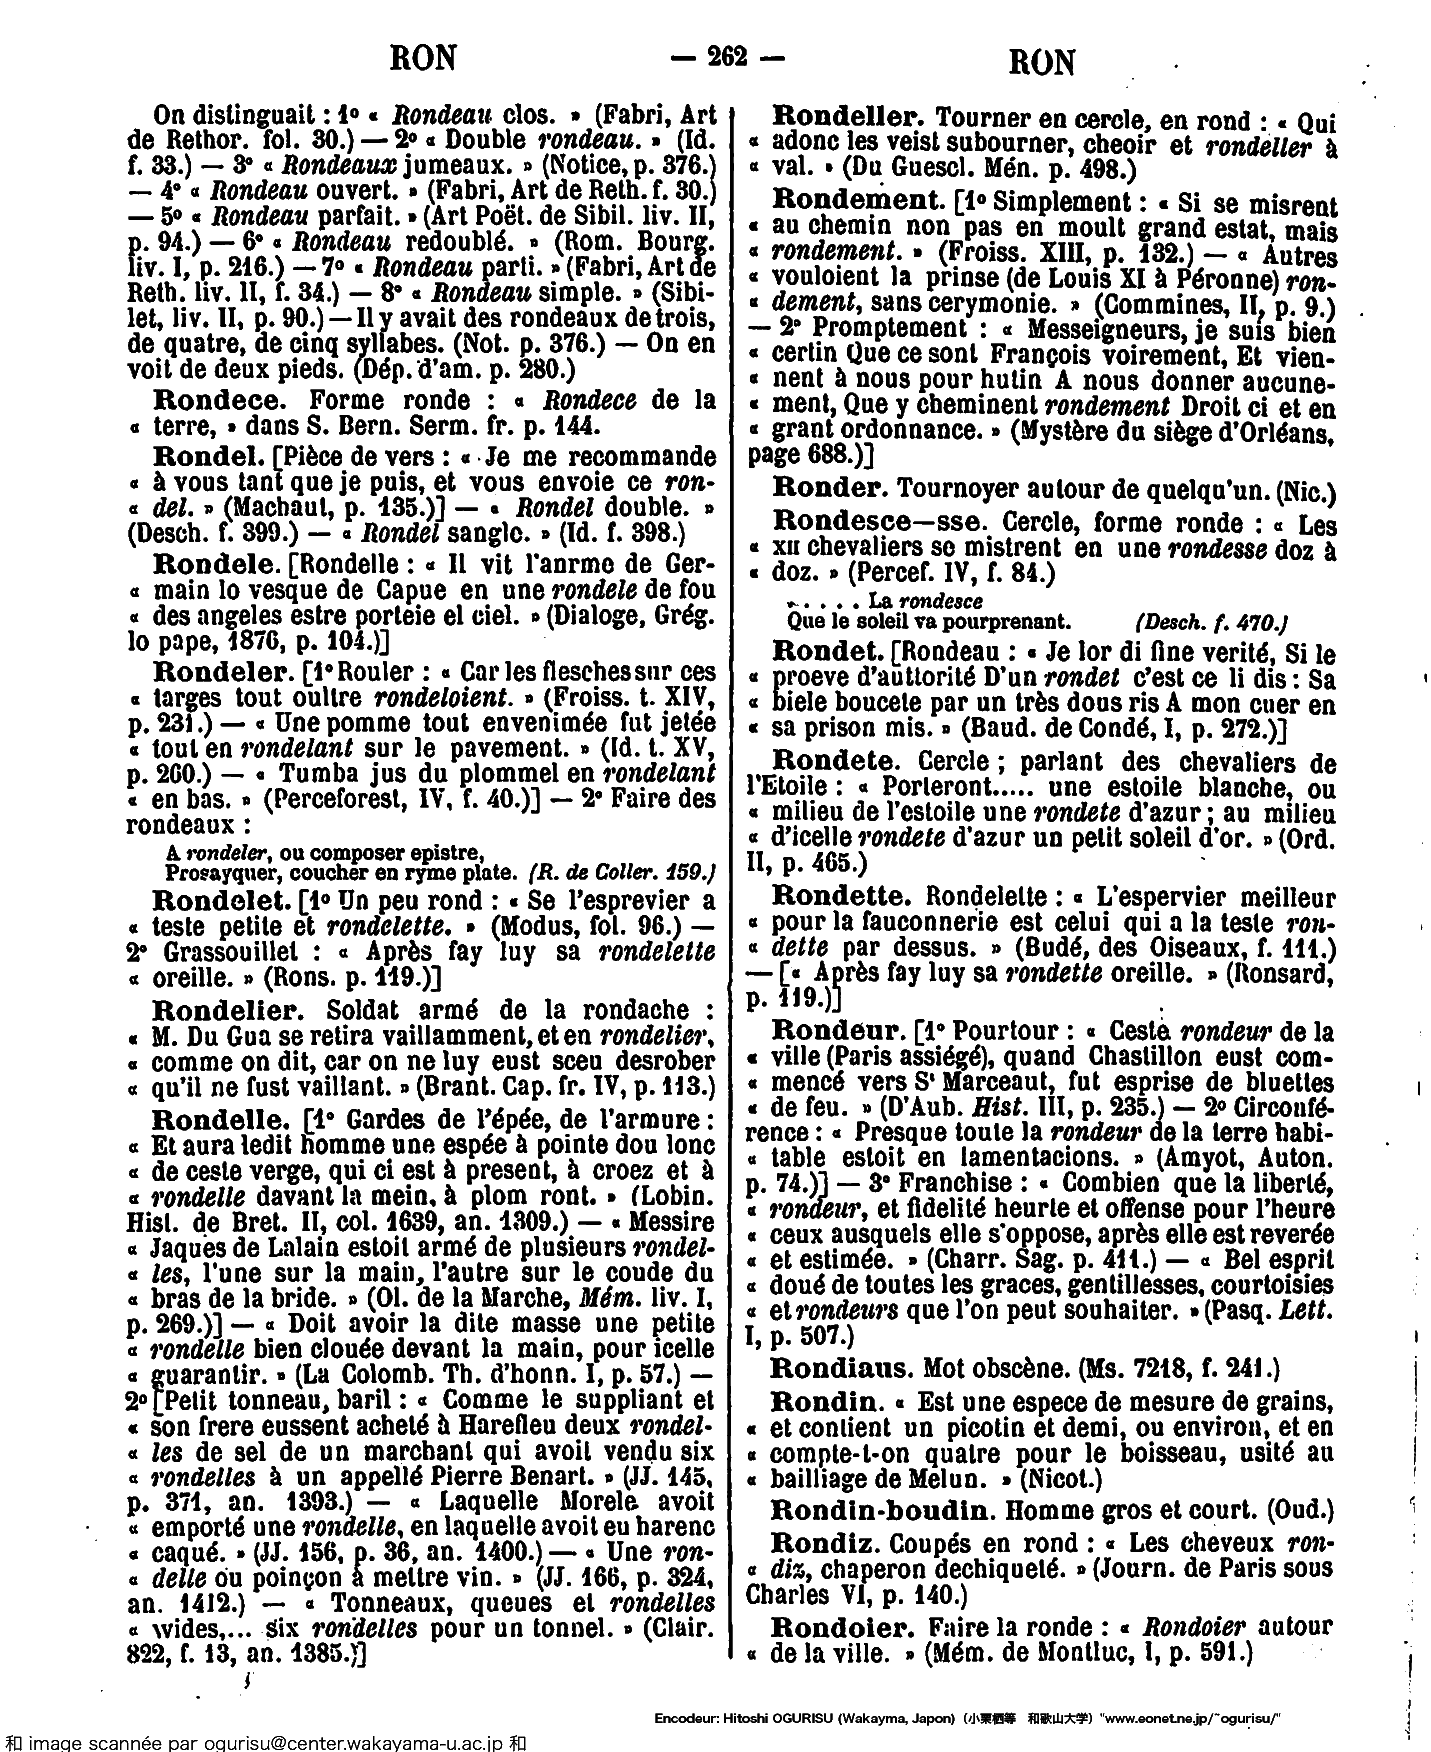 RON
— 262 —
RON
On distinguait : 1º « Rondeau clos. » (Fabri, Art
de Rethor. fol. 30.) — 2º « Double rondeau. » (Id.
f. 33.) — 3º « Rondeaux jumeaux. » (Notice, p. 376.)
— 4º « Rondeau ouvert. » (Fabri, Art de Reth. f. 30.)
— 5º « Rondeau parfait. » (Art Poët. de Sibil. liv. II,
p. 94.) — 6º « Rondeau redoublé. » (Rom. Bourg.
liv. I, p. 216.) — 7º « Rondeau parti. » (Fabri, Art de
Reth. liv. II, f. 34.) — 8º « Rondeau simple. » (Sibi-
let, liv. II, p. 90.) — Il y avait des rondeaux de trois,
de quatre, de cinq syllabes. (Not. p. 376.) — On en
voit de deux pieds. (Dép. d'am. p. 280.)
Rondece. Forme ronde : « Rondece de la
« terre, » dans S. Bern. Serm. fr. p. 144.
Rondel. [Pièce de vers : « Je me recommande
« à vous tant que je puis, et vous envoie ce ron-
« del. » (Machaut, p. 135.)] — « Rondel double. »
(Desch. f. 399.) — « Rondel sangle. » (Id. f. 398.)
Rondele. [Rondelle : « Il vit l'anrme de Ger-
« main lo vesque de Capue en une rondele de fou
« des angeles estre porteie el ciel. » (Dialoge, Grég.
lo pape, 1876, p. 104.)]
Rondeler. [1º Rouler : « Car les flesches sur ces
« targes tout oultre rondeloient. » (Froiss. t. XIV,
p. 231.) — « Une pomme tout envenimée fut jetée
« tout en rondelant sur le pavement. » (Id. t. XV,
p. 260.) — « Tumba jus du plommel en rondelant
« en bas. » (Perceforest, IV, f. 40.)] — 2º Faire des
rondeaux :
A rondeler, ou composer epistre,
Prosayquer, coucher en ryme plate. (R. de Coller. 159.)
Rondelet. [1º Un peu rond : « Se l'esprevier a
« teste petite et rondelette. » (Modus, fol. 96.) —
2º Grassouillet : « Après fay luy sa rondelette
« oreille. » (Rons. p. 119.)]
Rondelier. Soldat armé de la rondache :
« M. Du Gua se retira vaillamment, et en rondelier,
« comme on dit, car on ne luy eust sceu desrober
« qu'il ne fust vaillant. » (Brant. Cap. fr. IV, p. 113.)
Rondelle. [1º Gardes de l'épée, de l'armure :
« Et aura ledit homme une espée à pointe dou lonc
« de ceste verge, qui ci est à present, à croez et à
« rondelle davant la mein, à plom ront. » (Lobin.
Hist. de Bret. II, col. 1639, an. 1309.) — « Messire
« Jaques de Lalain estoit armé de plusieurs rondel-
« les, l'une sur la main, l'autre sur le coude du
« bras de la bride. » (Ol. de la Marche, Mém. liv. I,
p. 269.)] — « Doit avoir la dite masse une petite
« rondelle bien clouée devant la main, pour icelle
« guarantir. » (La Colomb. Th. d'honn. I, p. 57.) —
2º [Petit tonneau, baril : « Comme le suppliant et
« son frere eussent acheté à Harefleu deux rondel-
« les de sel de un marchant qui avoit vendu six
« rondelles à un appellé Pierre Benart. » (JJ. 145,
p. 371, an. 1393.) — « Laquelle Morele avoit
« emporté une rondelle, en laquelle avoit eu harenc
« caqué. » (JJ. 156, p. 36, an. 1400.) — « Une ron-
« delle ou poinçon à mettre vin. » (JJ. 166, p. 324,
an. 1412.) — « Tonneaux, queues et rondelles
« wides,... six rondelles pour un tonnel. » (Clair.
822, f. 13, an. 1385.)]
Rondeller. Tourner en cercle, en rond : « Qui
« adonc les veist subourner, cheoir et rondeller à
« val. » (Du Guescl. Mén. p. 498.)
Rondement. [1º Simplement : « Si se misrent
« au chemin non pas en moult grand estat, mais
« rondement. » (Froiss. XIII, p. 132.) — « Autres
« vouloient la prinse (de Louis XI à Péronne) ron-
« dement, sans cerymonie. » (Commines, II, p. 9.)
— 2º Promptement : « Messeigneurs, je suis bien
« certin Que ce sont François voirement, Et vien-
« nent à nous pour hutin A nous donner aucune-
« ment, Que y cheminent rondement Droit ci et en
« grant ordonnance. » (Mystère du siège d'Orléans,
page 688.)]
Ronder. Tournoyer autour de quelqu'un. (Nic.)
Rondesce—sse. Cercle, forme ronde : « Les
« XII chevaliers se mistrent en une rondesse doz à
« doz. » (Percef. IV, f. 84.)
. . . . . La rondesce
Que le soleil va pourprenant. (Desch. f. 470.)
Rondet. [Rondeau : « Je lor di fine verité, Si le
« proeve d'auttorité D'un rondet c'est ce li dis : Sa
« biele boucete par un très dous ris A mon cuer en
« sa prison mis. » (Baud. de Condé, I, p. 272.)]
Rondete. Cercle ; parlant des chevaliers de
l'Etoile : « Porteront..... une estoile blanche, ou
« milieu de l'estoile une rondete d'azur ; au milieu
« d'icelle rondete d'azur un petit soleil d'or. » (Ord.
II, p. 465.)
Rondette. Rondelette : « L'espervier meilleur
« pour la fauconnerie est celui qui a la teste ron-
« dette par dessus. » (Budé, des Oiseaux, f. 111.)
— [« Après fay luy sa rondette oreille. » (Ronsard,
p. 119.)]
Rondeur. [1º Pourtour : « Ceste rondeur de la
« ville (Paris assiégé), quand Chastillon eust com-
« mencé vers St Marceaut, fut esprise de bluettes
« de feu. » (D'Aub. Hist. III, p. 235.) — 2º Circonfé-
rence : « Presque toute la rondeur de la terre habi-
« table estoit en lamentacions. » (Amyot, Auton.
p. 74.)] — 3º Franchise : « Combien que la liberté,
« rondeur, et fidelité heurte et offense pour l'heure
« ceux ausquels elle s'oppose, après elle est reverée
« et estimée. » (Charr. Sag. p. 411.) — « Bel esprit
« doué de toutes les graces, gentillesses, courtoisies
« et rondeurs que l'on peut souhaiter. » (Pasq. Lett.
I, p. 507.)
Rondiaus. Mot obscène. (Ms. 7218, f. 241.)
Rondin. « Est une espece de mesure de grains,
« et contient un picotin et demi, ou environ, et en
« compte-t-on quatre pour le boisseau, usité au
« bailliage de Melun. » (Nicot.)
Rondin-boudin. Homme gros et court. (Oud.)
Rondiz. Coupés en rond : « Les cheveux ron-
« diz, chaperon dechiqueté. » (Journ. de Paris sous
Charles VI, p. 140.)
Rondoier. Faire la ronde : « Rondoier autour
« de la ville. » (Mém. de Montluc, I, p. 591.)
Encodeur: Hitoshi OGURISU (Wakayma, Japon) (小栗栖等 和歌山大学) "www.eonet.ne.jp/~ogurisu/"
和 image scannée par ogurisu@center.wakayama-u.ac.jp 和